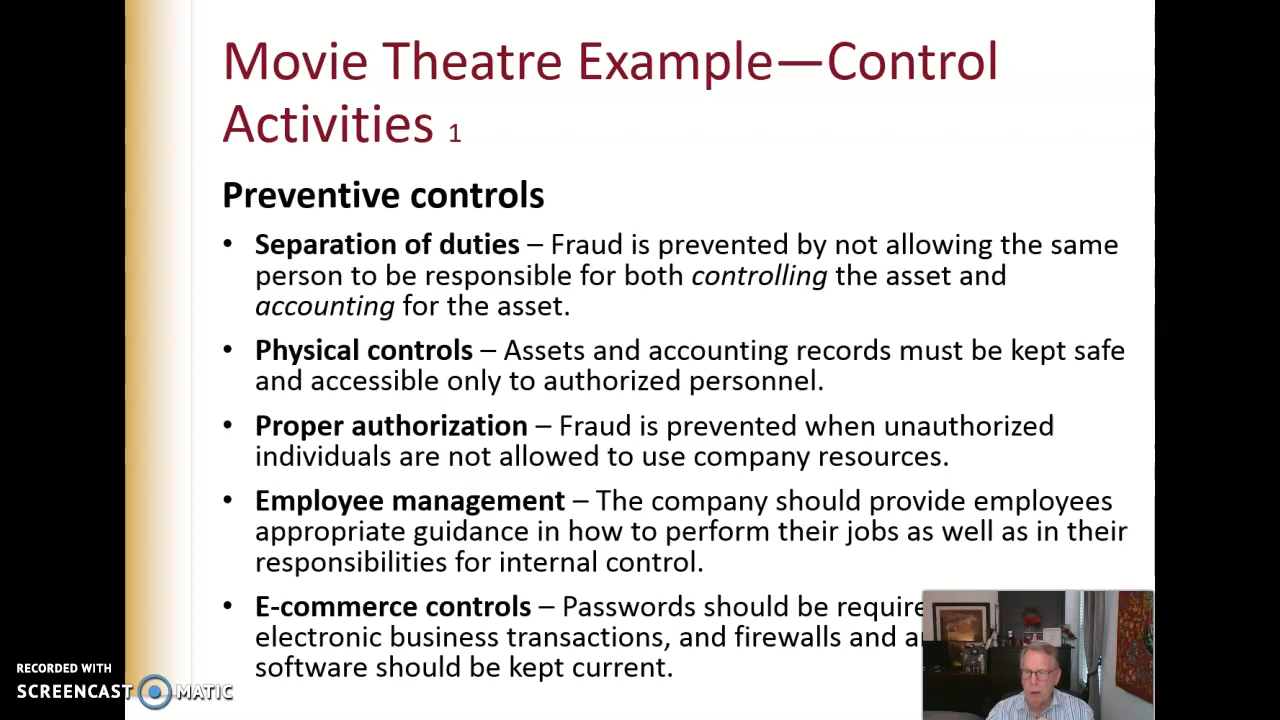 Movie Theatre Example—Control
Activities 1
Preventive controls
• Separation of duties – Fraud is prevented by not allowing the same
person to be responsible for both controlling the asset and
accounting for the asset.
• Physical controls – Assets and accounting records must be kept safe
and accessible only to authorized personnel.
• Proper authorization – Fraud is prevented when unauthorized
individuals are not allowed to use company resources.
• Employee management – The company should provide employees
appropriate guidance in how to perform their jobs as well as in their
responsibilities for internal control.
• E-commerce controls – Passwords should be
electronic business transactions, and firewalls and
software should be kept current.
RECORDED WITH
SCREENCAST MATIC